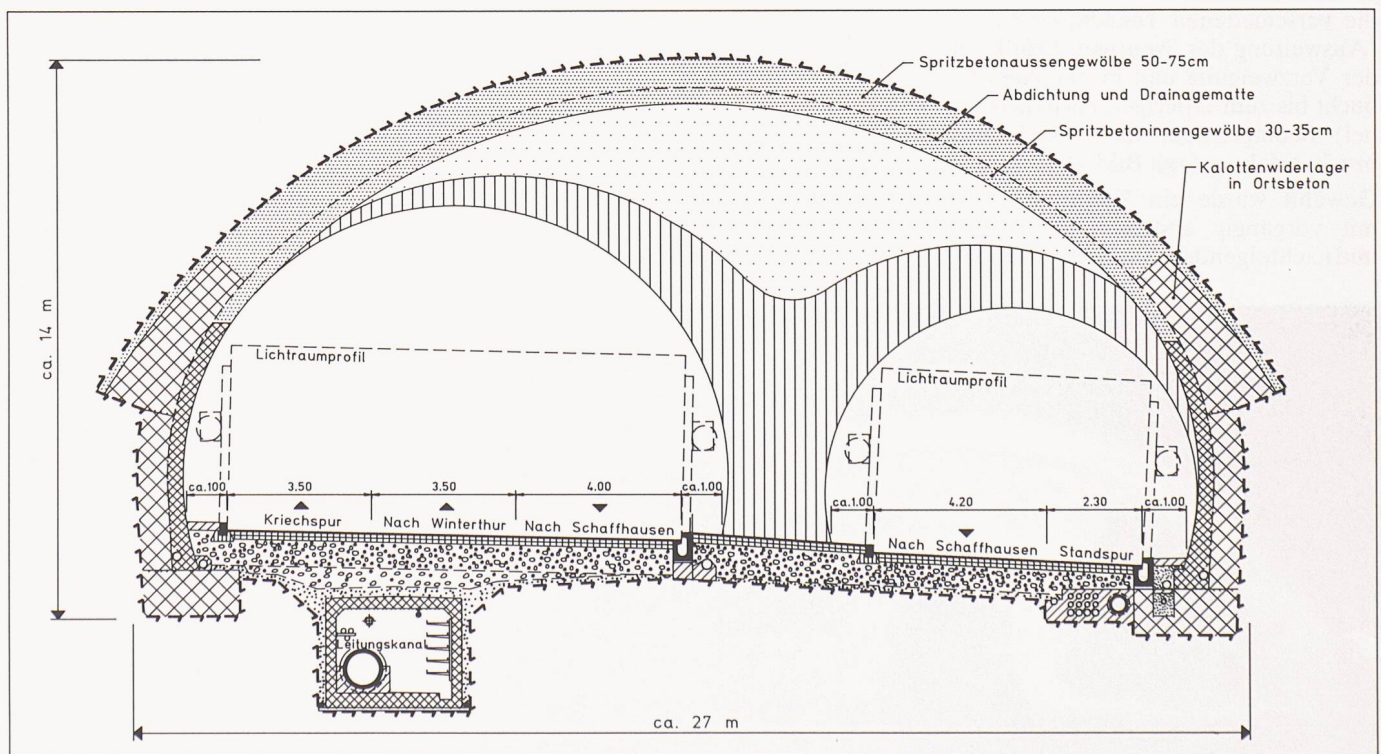 Spritzbetonaussengewölbe 50-75cm
Abdichtung und Drainagematte
Spritzbetoninnengewölbe 30-35cm
Kalottenwiderlager
in Ortsbeton
ca. 14 m
Lichtraumprofil
Lichtraumprofil
ca.100
3.50
3.50
4.00
ca.1.00
Kriechspur
Nach Winterthur
Nach Schaffhausen
ca.1.00
4.20
2.30
ca.1.00
Nach Schaffhausen
Standspur
Leitungskanal
ca. 27 m